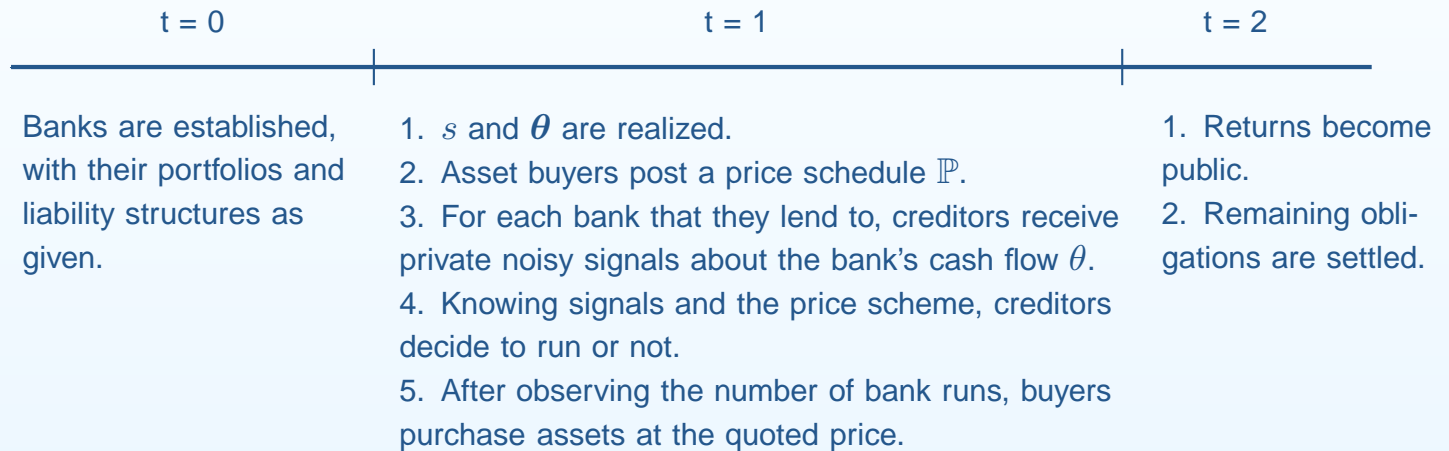 t = 0
t = 1
t = 2
Banks are established,
with their portfolios and
liability structures as
given.
1. s and θ are realized.
2. Asset buyers post a price schedule ℙ.
3. For each bank that they lend to, creditors receive
private noisy signals about the bank's cash flow θ.
4. Knowing signals and the price scheme, creditors
decide to run or not.
5. After observing the number of bank runs, buyers
purchase assets at the quoted price.
1. Returns become
public.
2. Remaining obli-
gations are settled.